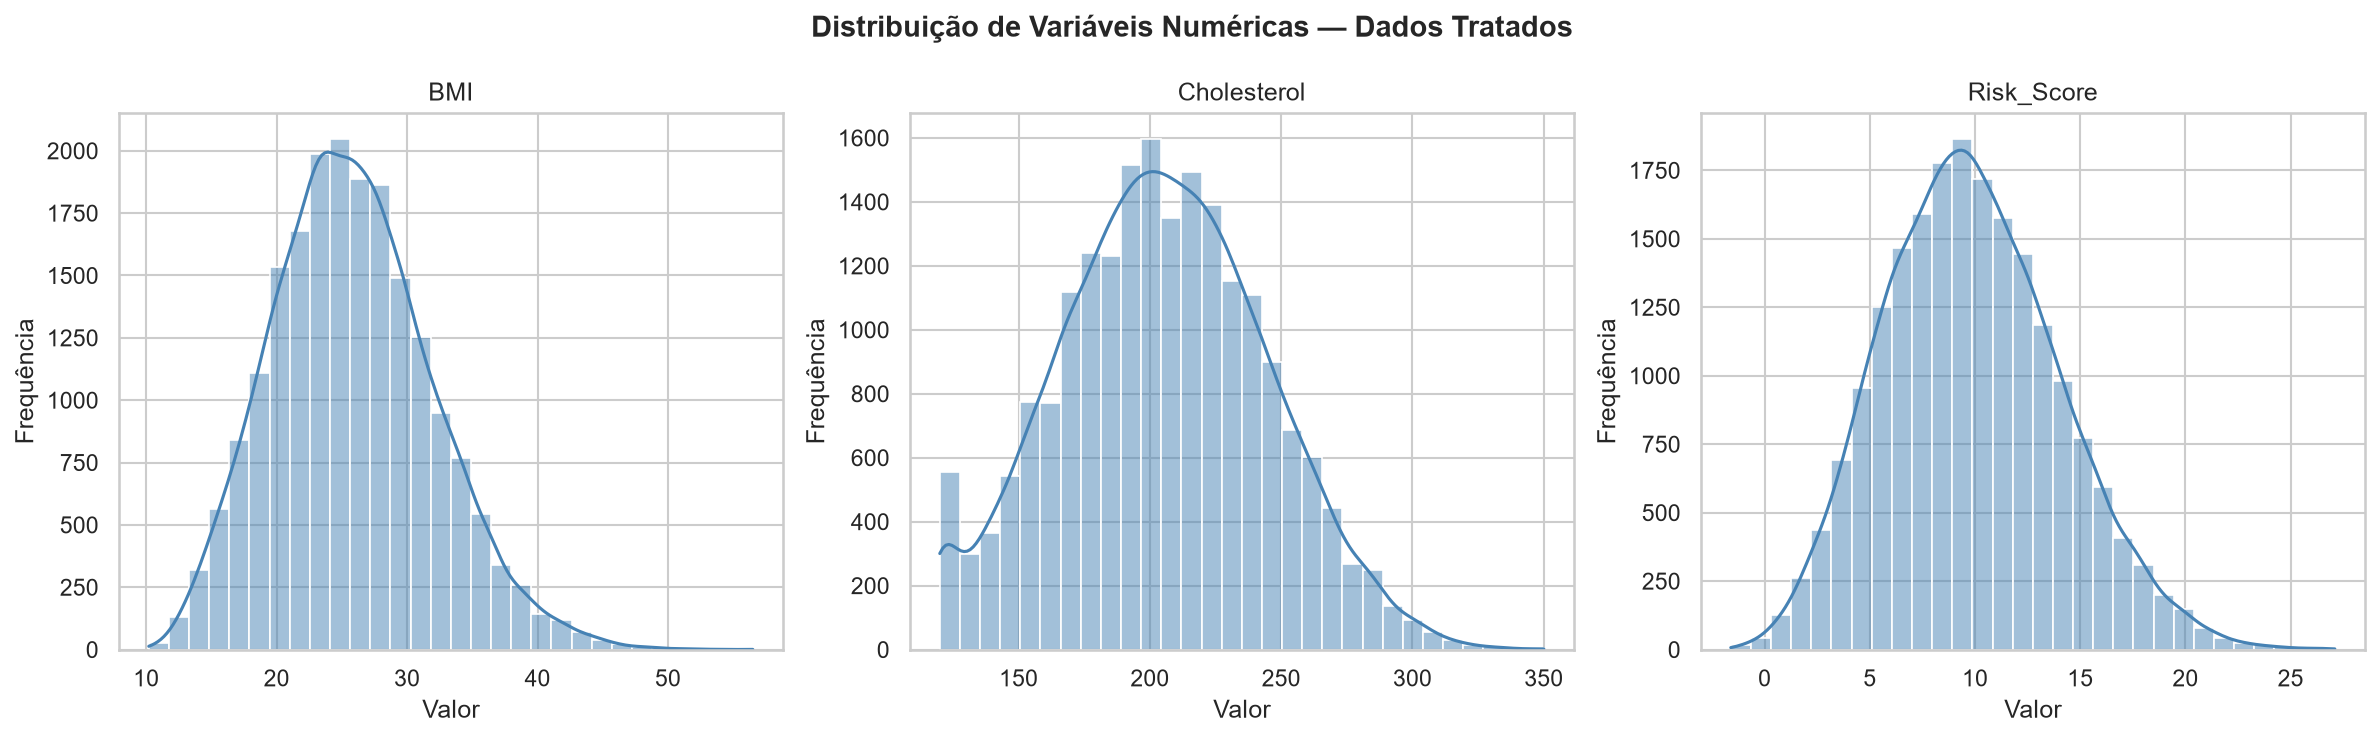 Distribuição de Variáveis Numéricas — Dados Tratados
BMI
2000
1750
1500
1250
1000
750
500
250
0
Frequência
10 20 30 40 50
Valor
Cholesterol
1600
1400
1200
1000
800
600
400
200
0
Frequência
150 200 250 300 350
Valor
Risk_Score
1750
1500
1250
1000
750
500
250
0
Frequência
0 5 10 15 20 25
Valor